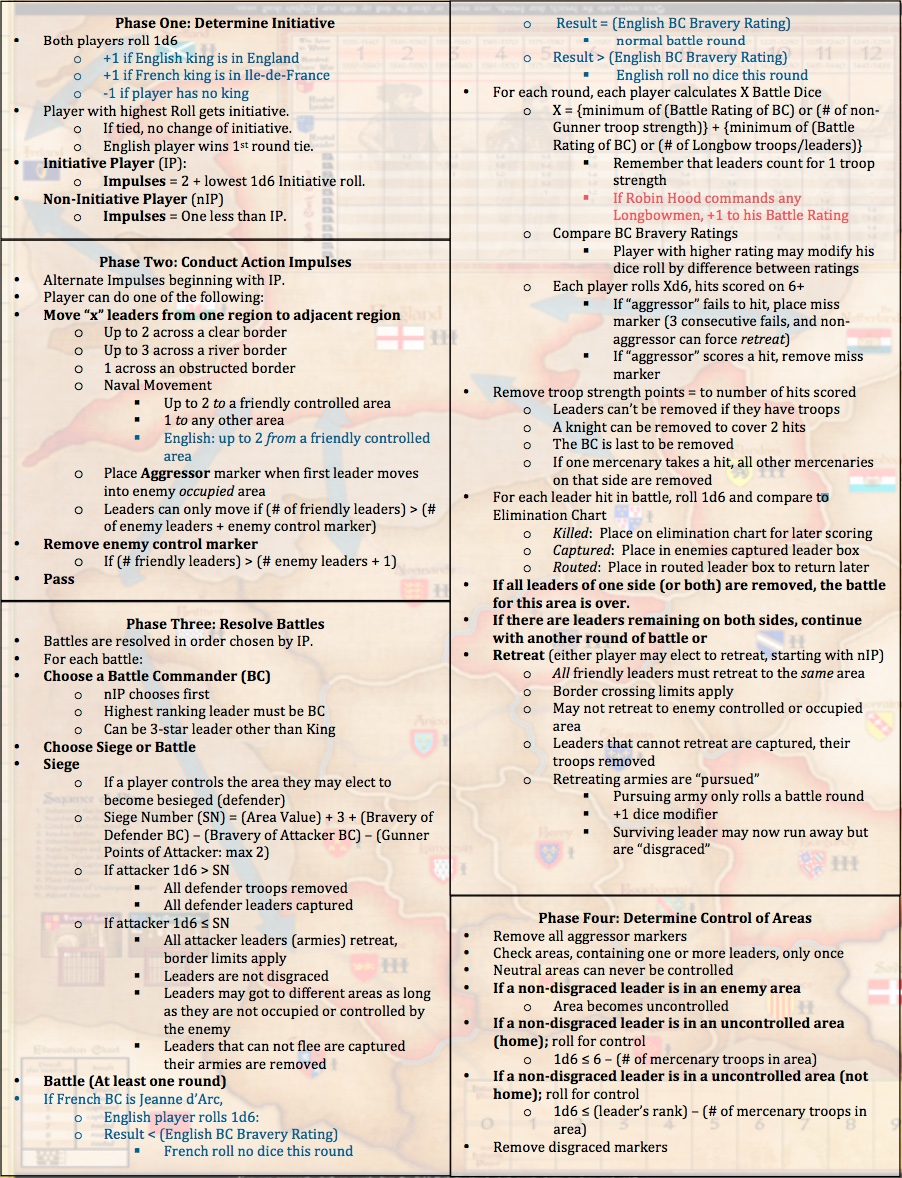 Phase One: Determine Initiative
• Both players roll 1d6
o +1 if English king is in England
o +1 if French king is in Ile-de-France
o -1 if player has no king
• Player with highest Roll gets initiative.
o If tied, no change of initiative.
o English player wins 1st round tie.
• Initiative Player (IP):
o Impulses = 2 + lowest 1d6 Initiative roll.
• Non-Initiative Player (nIP)
o Impulses = One less than IP.
Phase Two: Conduct Action Impulses
• Alternate Impulses beginning with IP.
• Player can do one of the following:
• Move “x” leaders from one region to adjacent region
o Up to 2 across a clear border
o Up to 3 across a river border
o 1 across an obstructed border
o Naval Movement
▪ Up to 2 to a friendly controlled area
▪ 1 to any other area
▪ English: up to 2 from a friendly controlled
area
o Place Aggressor marker when first leader moves
into enemy occupied area
o Leaders can only move if (# of friendly leaders) > (#
of enemy leaders + enemy control marker)
• Remove enemy control marker
o If (# friendly leaders) > (# enemy leaders + 1)
• Pass
Phase Three: Resolve Battles
• Battles are resolved in order chosen by IP.
• For each battle:
• Choose a Battle Commander (BC)
o nIP chooses first
o Highest ranking leader must be BC
o Can be 3-star leader other than King
• Choose Siege or Battle
• Siege
o If a player controls the area they may elect to
become besieged (defender)
o Siege Number (SN) = (Area Value) + 3 + (Bravery of
Defender BC) – (Bravery of Attacker BC) – (Gunner
Points of Attacker: max 2)
o If attacker 1d6 > SN
▪ All defender troops removed
▪ All defender leaders captured
o If attacker 1d6 ≤ SN
▪ All attacker leaders (armies) retreat,
border limits apply
▪ Leaders are not disgraced
▪ Leaders may got to different areas as long
as they are not occupied or controlled by
the enemy
▪ Leaders that can not flee are captured
their armies are removed
• Battle (At least one round)
• If French BC is Jeanne d’Arc,
o English player rolls 1d6:
o Result < (English BC Bravery Rating)
▪ French roll no dice this round
o Result = (English BC Bravery Rating)
▪ normal battle round
o Result > (English BC Bravery Rating)
▪ English roll no dice this round
• For each round, each player calculates X Battle Dice
o X = {minimum of (Battle Rating of BC) or (# of non-
Gunner troop strength)} + {minimum of (Battle
Rating of BC) or (# of Longbow troops/leaders)}
▪ Remember that leaders count for 1 troop
strength
▪ If Robin Hood commands any
Longbowmen, +1 to his Battle Rating
o Compare BC Bravery Ratings
▪ Player with higher rating may modify his
dice roll by difference between ratings
o Each player rolls Xd6, hits scored on 6+
▪ If “aggressor” fails to hit, place miss
marker (3 consecutive fails, and non-
aggressor can force retreat)
▪ If “aggressor” scores a hit, remove miss
marker
• Remove troop strength points = to number of hits scored
o Leaders can’t be removed if they have troops
o A knight can be removed to cover 2 hits
o The BC is last to be removed
o If one mercenary takes a hit, all other mercenaries
on that side are removed
• For each leader hit in battle, roll 1d6 and compare to
Elimination Chart
o Killed: Place on elimination chart for later scoring
o Captured: Place in enemies captured leader box
o Routed: Place in routed leader box to return later
• If all leaders of one side (or both) are removed, the battle
for this area is over.
• If there are leaders remaining on both sides, continue
with another round of battle or
• Retreat (either player may elect to retreat, starting with nIP)
o All friendly leaders must retreat to the same area
o Border crossing limits apply
o May not retreat to enemy controlled or occupied
area
o Leaders that cannot retreat are captured, their
troops removed
o Retreating armies are “pursued”
▪ Pursuing army only rolls a battle round
▪ +1 dice modifier
▪ Surviving leader may now run away but
are “disgraced”
Phase Four: Determine Control of Areas
• Remove all aggressor markers
• Check areas, containing one or more leaders, only once
• Neutral areas can never be controlled
• If a non-disgraced leader is in an enemy area
o Area becomes uncontrolled
• If a non-disgraced leader is in an uncontrolled area
(home); roll for control
o 1d6 ≤ 6 – (# of mercenary troops in area)
• If a non-disgraced leader is in a uncontrolled area (not
home); roll for control
o 1d6 ≤ (leader’s rank) – (# of mercenary troops in
area)
• Remove disgraced markers